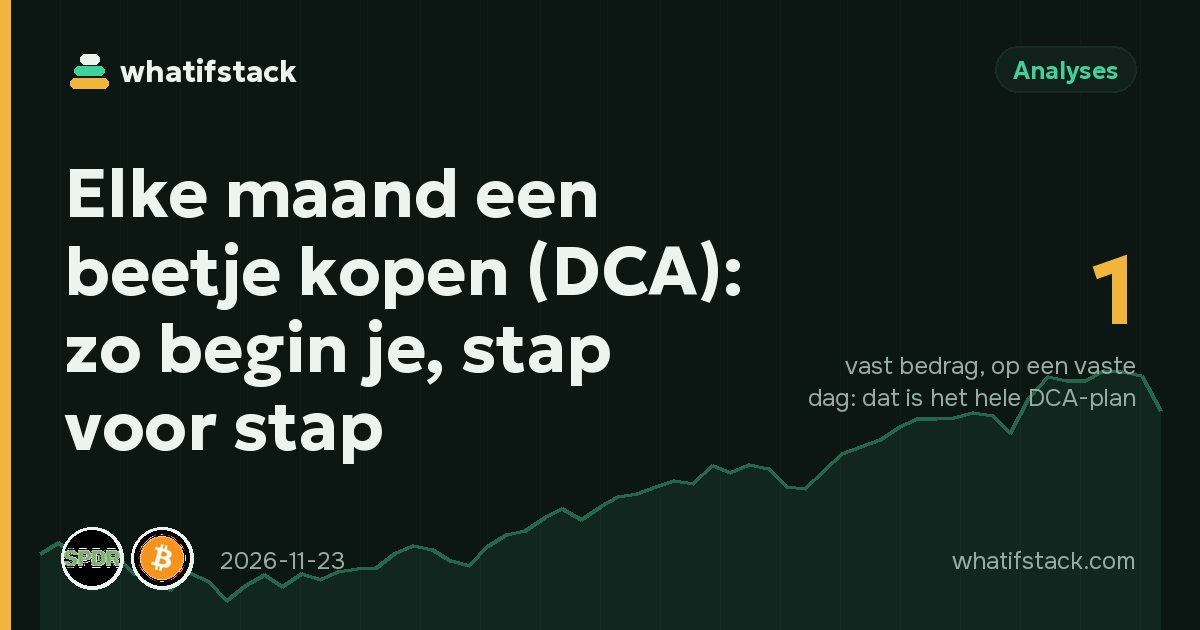 whatifstack
Analyses
Elke maand een
beetje kopen (DCA):
zo begin je, stap
voor stap
1
vast bedrag, op een vaste
dag: dat is het hele DCA-plan
SPDR
2026-11-23
whatifstack.com